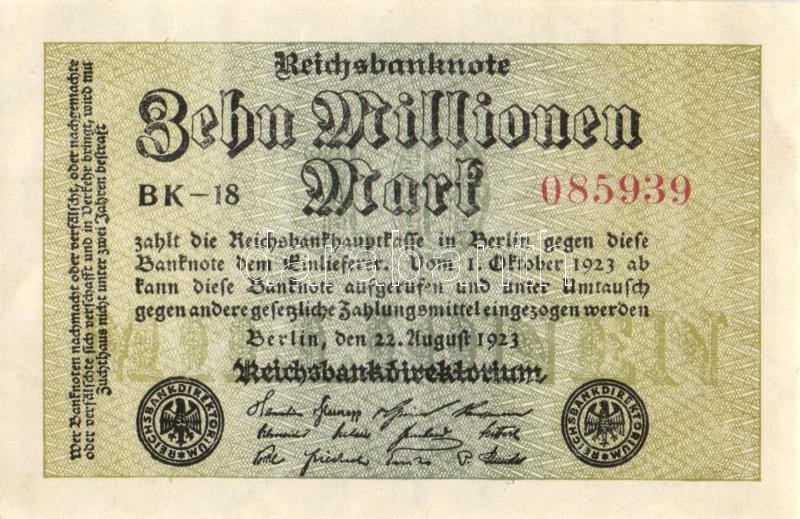 Reichsbanknote
Zehn Millionen
Mark
BK-18
085939
zahlt die Reichsbankhauptkasse in Berlin gegen diese
Banknote dem Einlieferer. Vom 1. Oktober 1923 ab
kann diese Banknote aufgerufen und unter Umtausch
gegen andere gesetzliche Zahlungsmittel eingezogen werden
Berlin, den 22. August 1923
Reichsbankdirektorium
REICHSBANKDIREKTORIUM
REICHSBANKDIREKTORIUM
Wer Banknoten nachmacht oder verfälscht, oder nachgemachte
oder verfälschte sich verschafft und in Verkehr bringt, wird mit
Zuchthaus nicht unter zwei Jahren bestraft